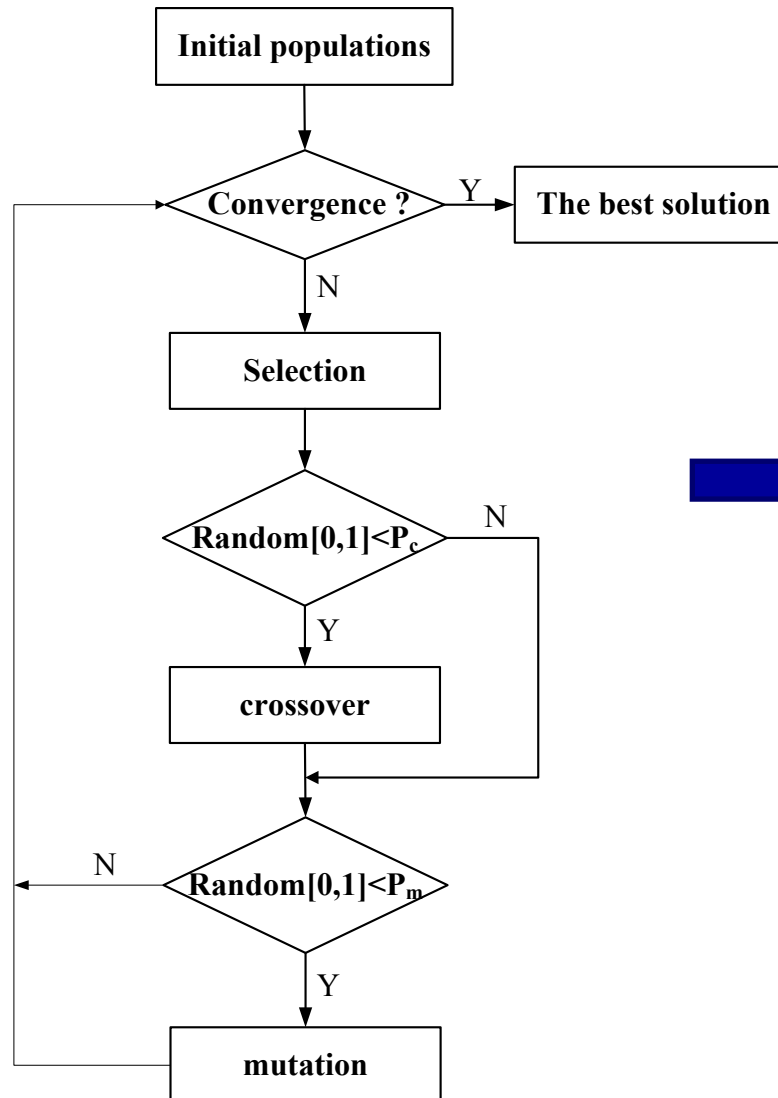 Initial populations
Convergence ?
Y
The best solution
N
Selection
Random[0,1]<Pc
N
Y
crossover
N
Random[0,1]<Pm
Y
mutation